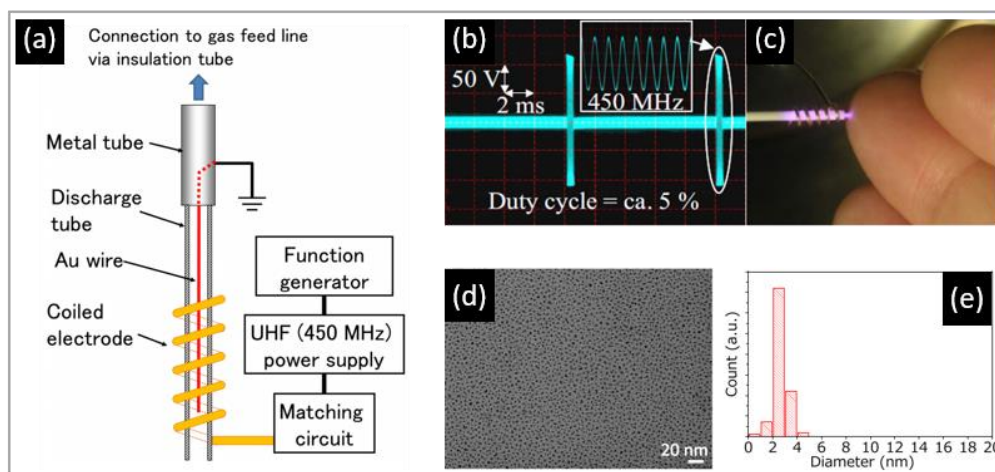 (a)
Connection to gas feed line
via insulation tube
Metal tube
Discharge
tube
Au wire
Coiled
electrode
Function
generator
UHF (450 MHz)
power supply
Matching
circuit
(b)
50 V
2 ms
450 MHz
Duty cycle = ca. 5 %
(c)
(d)
20 nm
(e)
Count (a.u.)
0 2 4 6 8 10 12 14 16 18 20
Diameter (nm)